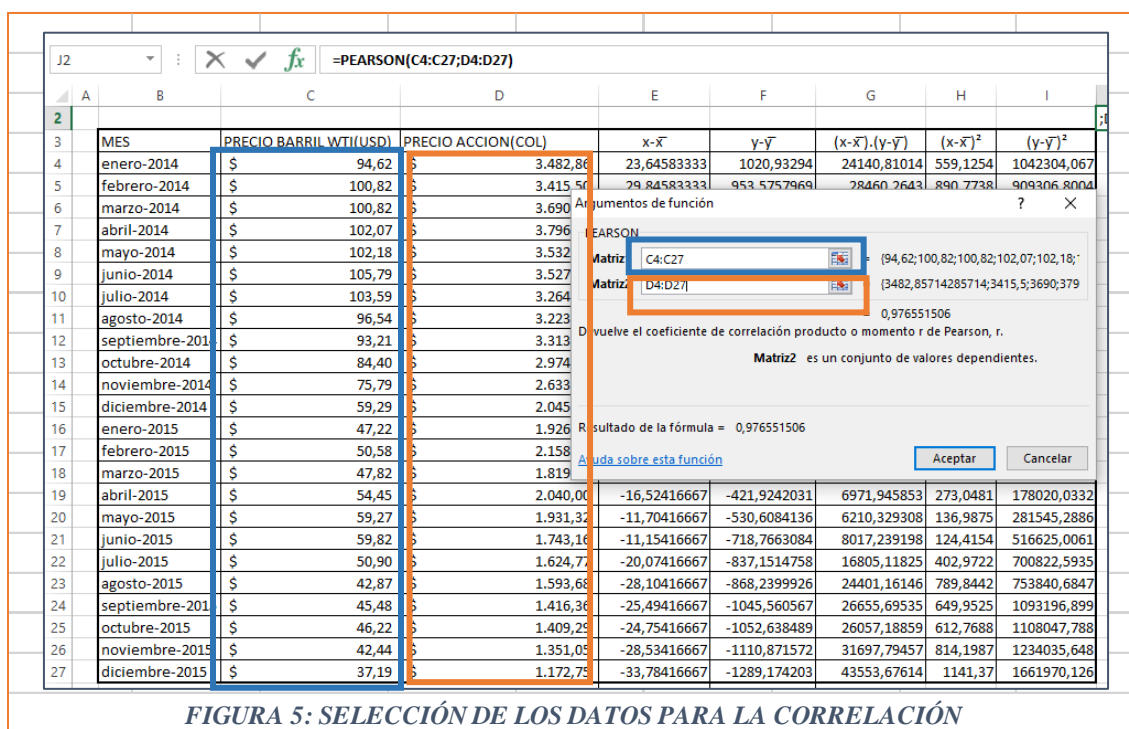 J2 fx =PEARSON(C4:C27;D4:D27)
A B C D E F G H I
2
3 MES PRECIO BARRIL WTI(USD) PRECIO ACCION(COL) x-x̅ y-y̅ (x-x̅).(y-y̅) (x-x̅)² (y-y̅)²
4 enero-2014 $ 94,62 $ 3.482,86 23,64583333 1020,93294 24140,81014 559,1254 1042304,067
5 febrero-2014 $ 100,82 $ 3.415,50 29,84583333 953,5757969 28460,2643 890,7738 909306,8004
6 marzo-2014 $ 100,82 $ 3.690
7 abril-2014 $ 102,07 $ 3.796
8 mayo-2014 $ 102,18 $ 3.532
9 junio-2014 $ 105,79 $ 3.527
10 julio-2014 $ 103,59 $ 3.264
11 agosto-2014 $ 96,54 $ 3.223
12 septiembre-2014 $ 93,21 $ 3.313
13 octubre-2014 $ 84,40 $ 2.974
14 noviembre-2014 $ 75,79 $ 2.633
15 diciembre-2014 $ 59,29 $ 2.045
16 enero-2015 $ 47,22 $ 1.926
17 febrero-2015 $ 50,58 $ 2.158
18 marzo-2015 $ 47,82 $ 1.819
19 abril-2015 $ 54,45 $ 2.040,00 -16,52416667 -421,9242031 6971,945853 273,0481 178020,0332
20 mayo-2015 $ 59,27 $ 1.931,32 -11,70416667 -530,6084136 6210,329308 136,9875 281545,2886
21 junio-2015 $ 59,82 $ 1.743,16 -11,15416667 -718,7663084 8017,239198 124,4154 516625,0061
22 julio-2015 $ 50,90 $ 1.624,77 -20,07416667 -837,1514758 16805,11825 402,9722 700822,5935
23 agosto-2015 $ 42,87 $ 1.593,68 -28,10416667 -868,2399926 24401,16146 789,8442 753840,6847
24 septiembre-201 $ 45,48 $ 1.416,36 -25,49416667 -1045,560567 26655,69535 649,9525 1093196,899
25 octubre-2015 $ 46,22 $ 1.409,29 -24,75416667 -1052,638489 26057,18859 612,7688 1108047,788
26 noviembre-2015 $ 42,44 $ 1.351,05 -28,53416667 -1110,871572 31697,79457 814,1987 1234035,648
27 diciembre-2015 $ 37,19 $ 1.172,75 -33,78416667 -1289,174203 43553,67614 1141,37 1661970,126
Argumentos de función ? ×
PEARSON
Matriz1 C4:C27 = {94,62;100,82;100,82;102,07;102,18;
Matriz2 D4:D27 = {3482,85714285714;3415,5;3690;379
= 0,976551506
Devuelve el coeficiente de correlación producto o momento r de Pearson, r.
Matriz2 es un conjunto de valores dependientes.
Resultado de la fórmula = 0,976551506
Ayuda sobre esta función
Aceptar Cancelar
FIGURA 5: SELECCIÓN DE LOS DATOS PARA LA CORRELACIÓN